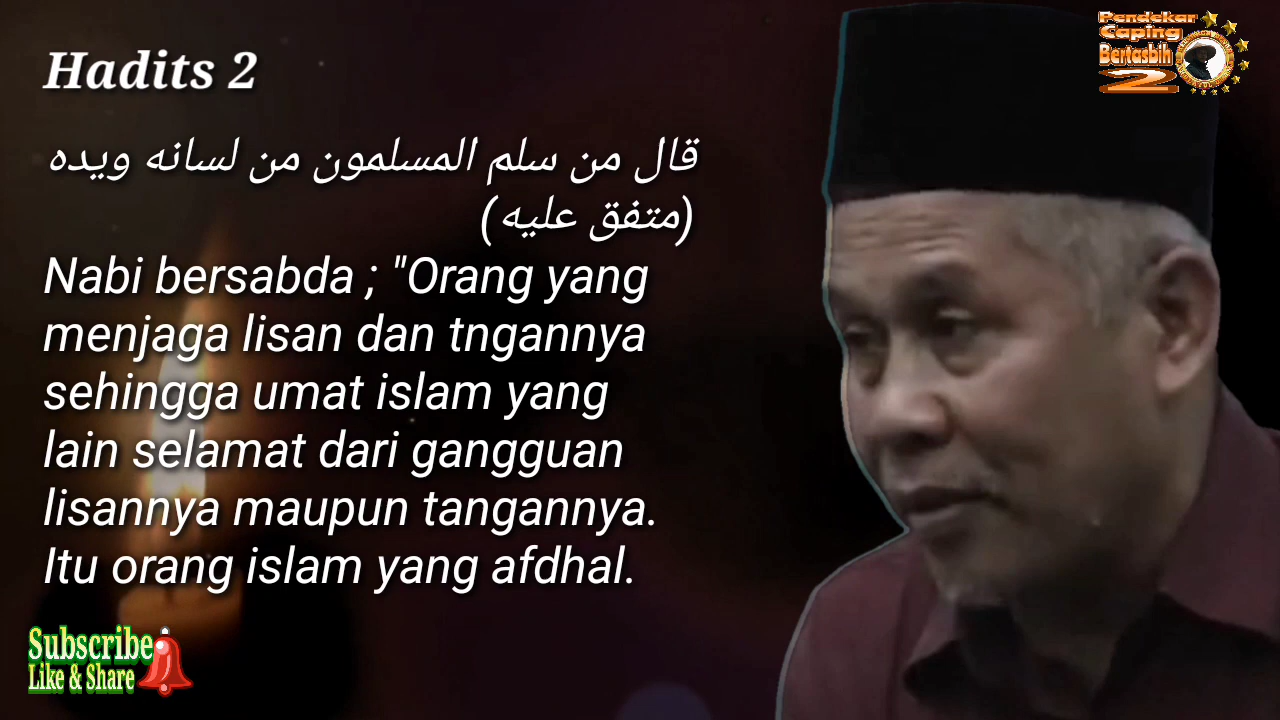 Hadits 2
قال من سلم المسلمون من لسانه ويده
(متفق عليه)
Nabi bersabda ; "Orang yang
menjaga lisan dan tngannya
sehingga umat islam yang
lain selamat dari gangguan
lisannya maupun tangannya.
Itu orang islam yang afdhal.
Subscribe
Like & Share
Pendekar
Caping
Bertasbih
2